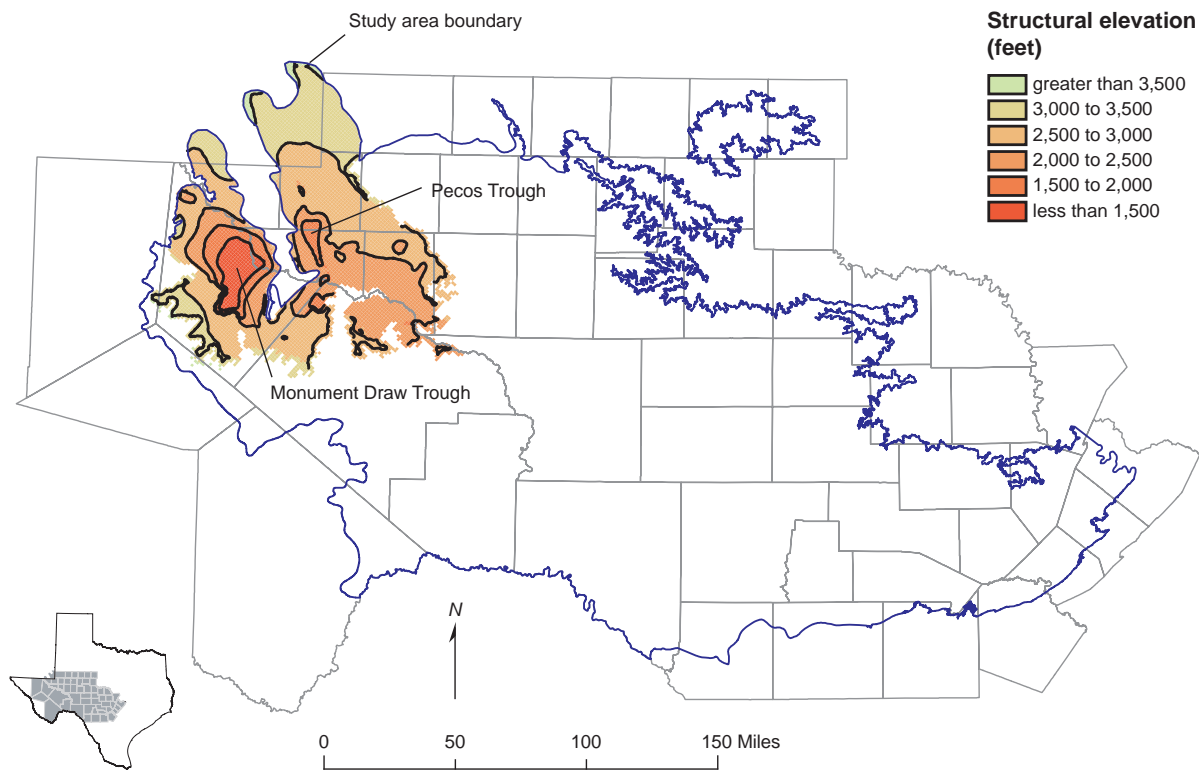 Study area boundary
Structural elevation
(feet)
greater than 3,500
3,000 to 3,500
2,500 to 3,000
2,000 to 2,500
1,500 to 2,000
less than 1,500
Pecos Trough
Monument Draw Trough
N
0 50 100 150 Miles